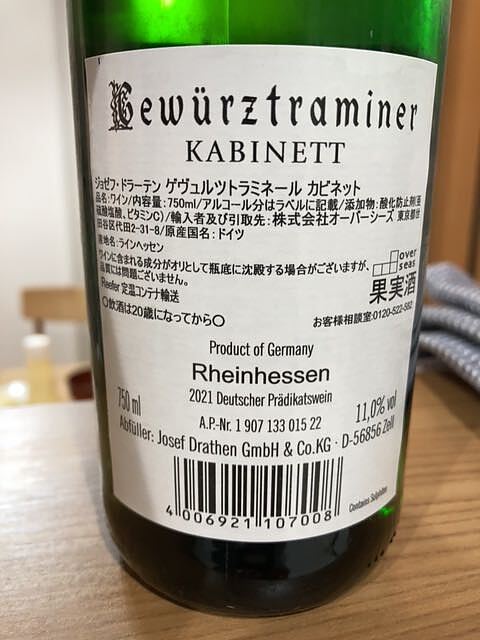 Gewürztraminer
KABINETT
ジョゼフ・ドラーテン ゲヴュルツトラミネール カビネット
品名:ワイン/内容量:750ml/アルコール分はラベルに記載/添加物:酸化防止剤(亜
硫酸塩、ビタミンC)/輸入者及び引取先:株式会社オーバーシーズ 東京都世
田谷区代田2-31-8/原産国名:ドイツ
産地名:ラインヘッセン
ワインに含まれる成分がオリとして瓶底に沈殿する場合がございますが、
品質には問題ございません。
over
seas
Reefer 定温コンテナ輸送
果実酒
〇飲酒は20歳になってから〇
お客様相談室:0120-522-582
Product of Germany
Rheinhessen
2021 Deutscher Prädikatswein
750 ml
A.P.-Nr. 1 907 133 015 22
11,0% vol
Abfüller: Josef Drathen GmbH & Co.KG · D-56856 Zell
4 006921 107008
Contains Sulphites